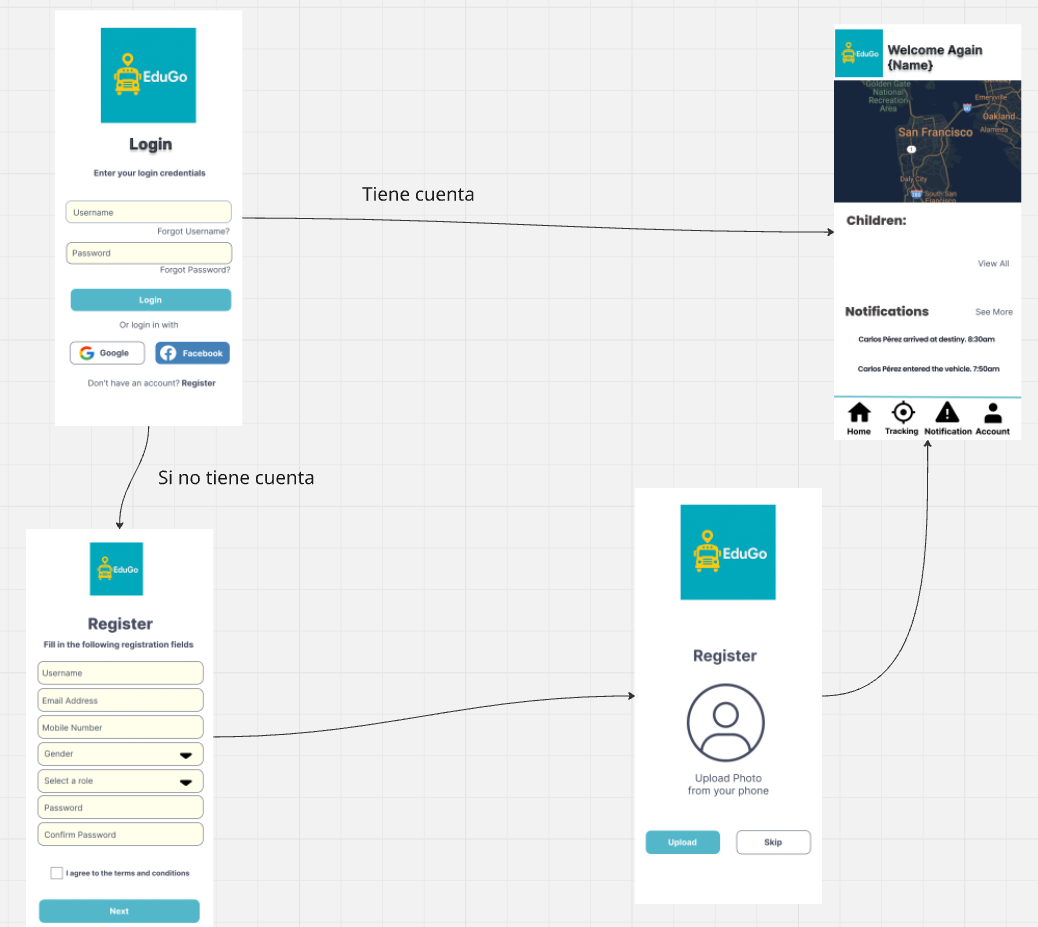 EduGo
Login
Enter your login credentials
Username
Forgot Username?
Password
Forgot Password?
Login
Or login in with
Google
Facebook
Don't have an account? Register
Tiene cuenta
EduGo
Welcome Again
{Name}
Golden Gate
National
Recreation
Area
Emeryville
Oakland
Alameda
San Francisco
Daly City
South San
Francisco
Children:
View All
Notifications
See More
Carlos Pérez arrived at destiny. 8:30am
Carlos Pérez entered the vehicle. 7:50am
Home
Tracking
Notification
Account
Si no tiene cuenta
EduGo
Register
Fill in the following registration fields
Username
Email Address
Mobile Number
Gender
Select a role
Password
Confirm Password
I agree to the terms and conditions
Next
EduGo
Register
Upload Photo
from your phone
Upload
Skip